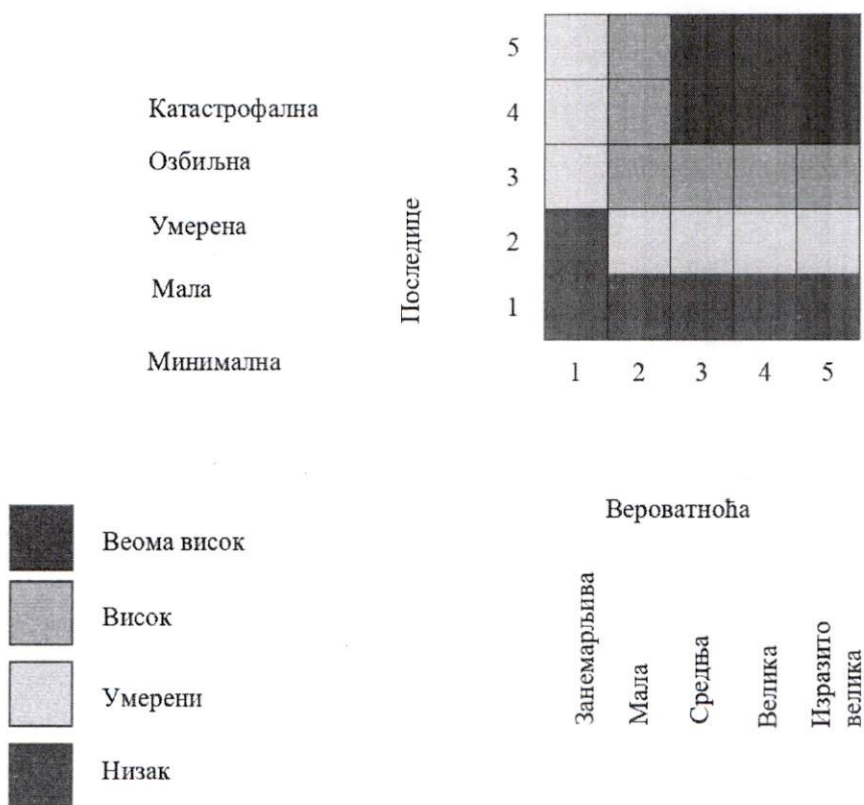 5
Катастрофална
4
Озбиљна
3
Умерена
2
Мала
1
Минимална
Последице
1 2 3 4 5
Вероватноћа
Веома висок
Висок
Умерени
Низак
Занемарљива
Мала
Средња
Велика
Изразито
велика